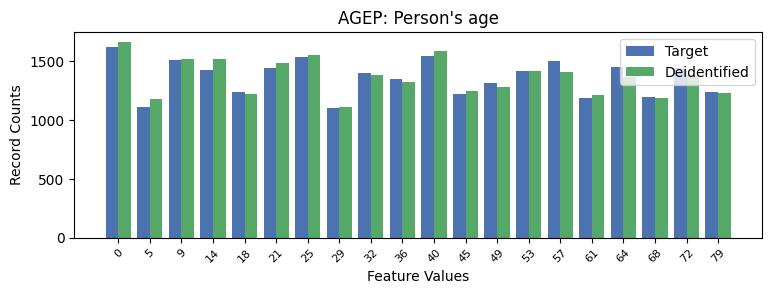 AGEP: Person's age
Target
Deidentified
Record Counts
1500
1000
500
0
0 5 9 14 18 21 25 29 32 36 40 45 49 53 57 61 64 68 72 79
Feature Values